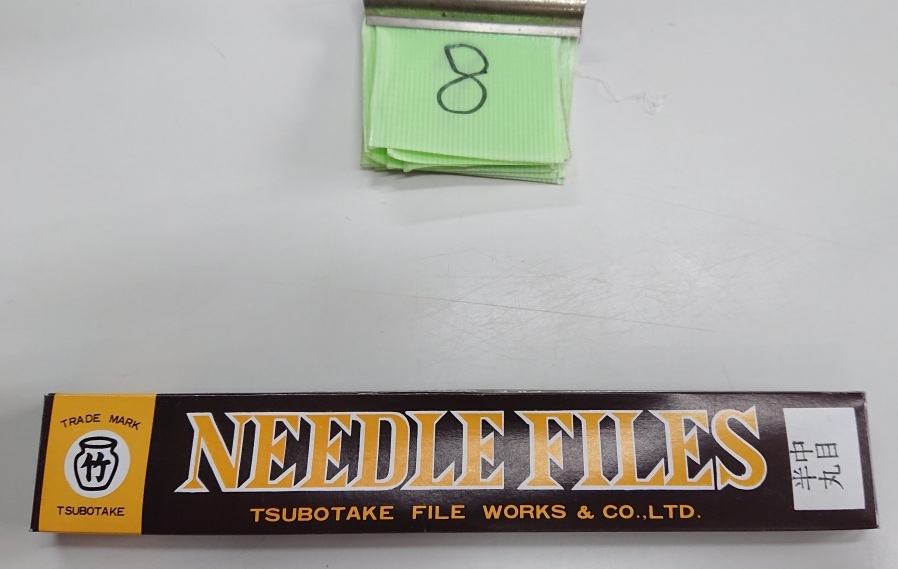 8
TRADE MARK
竹
TSUBOTAKE
NEEDLE FILES
TSUBOTAKE FILE WORKS & CO.,LTD.
中目
半丸